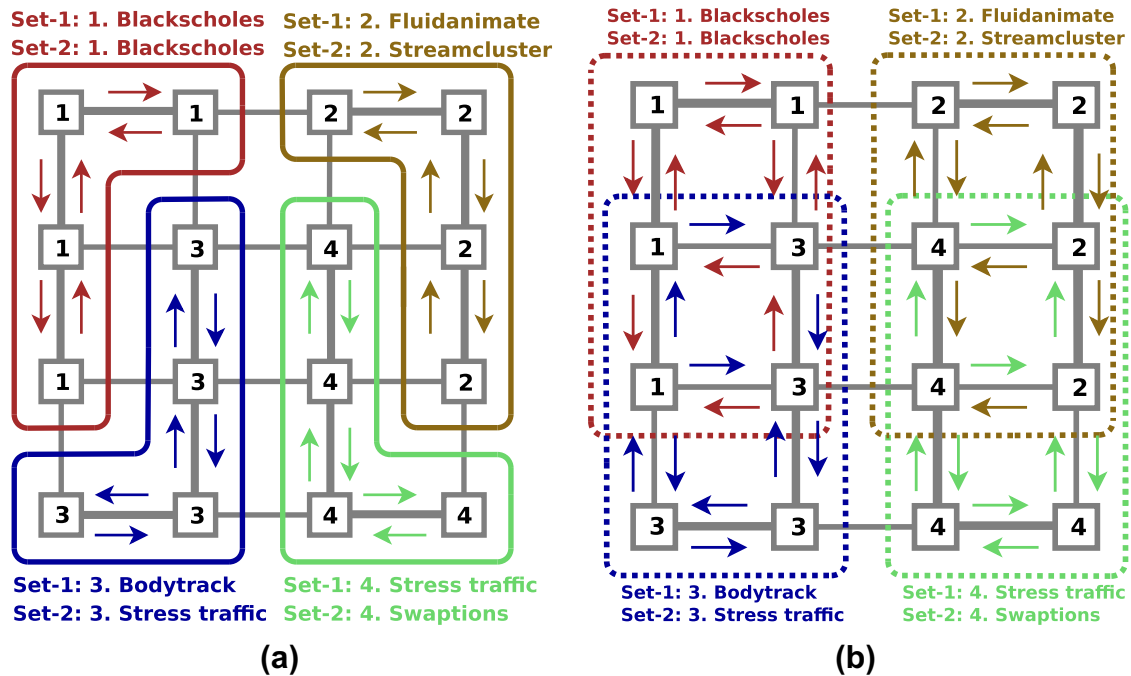 Set-1: 1. Blackscholes
Set-2: 1. Blackscholes
Set-1: 2. Fluidanimate
Set-2: 2. Streamcluster
1 1 2 2
1 3 4 2
1 3 4 2
3 3 4 4
Set-1: 3. Bodytrack
Set-2: 3. Stress traffic
Set-1: 4. Stress traffic
Set-2: 4. Swaptions
(a)
Set-1: 1. Blackscholes
Set-2: 1. Blackscholes
Set-1: 2. Fluidanimate
Set-2: 2. Streamcluster
1 1 2 2
1 3 4 2
1 3 4 2
3 3 4 4
Set-1: 3. Bodytrack
Set-2: 3. Stress traffic
Set-1: 4. Stress traffic
Set-2: 4. Swaptions
(b)